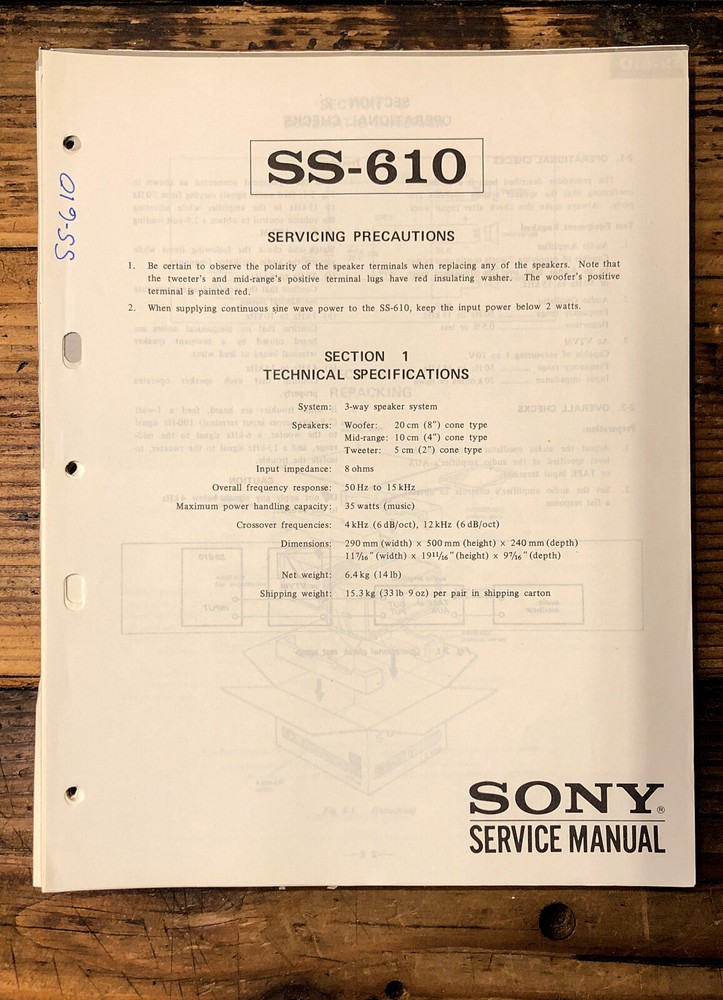 SS-610
SS-610
SERVICING PRECAUTIONS
1. Be certain to observe the polarity of the speaker terminals when replacing any of the speakers. Note that
the tweeter's and mid-range's positive terminal lugs have red insulating washer. The woofer's positive
terminal is painted red.
2. When supplying continuous sine wave power to the SS-610, keep the input power below 2 watts.
SECTION 1
TECHNICAL SPECIFICATIONS
REPACKING
System: 3-way speaker system
Speakers: Woofer: 20 cm (8") cone type
Mid-range: 10 cm (4") cone type
Tweeter: 5 cm (2") cone type
Input impedance: 8 ohms
Overall frequency response: 50 Hz to 15 kHz
Maximum power handling capacity: 35 watts (music)
Crossover frequencies: 4 kHz (6 dB/oct), 12 kHz (6 dB/oct)
Dimensions: 290 mm (width) x 500 mm (height) x 240 mm (depth)
11 7/16" (width) x 19 11/16" (height) x 9 7/16" (depth)
Net weight: 6.4 kg (14 lb)
Shipping weight: 15.3 kg (33 lb 9 oz) per pair in shipping carton
SONY®
SERVICE MANUAL